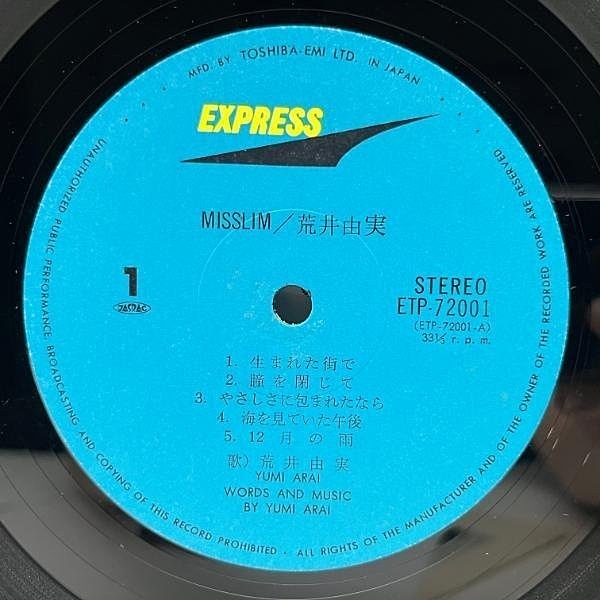 MFD. BY TOSHIBA-EMI LTD. IN JAPAN
EXPRESS
MISSLIM/荒井由実
1
JASRAC
STEREO
ETP-72001
(ETP-72001-A)
33⅓ r. p. m.
1. 生まれた街で
2. 瞳を閉じて
3. やさしさに包まれたなら
4. 海を見ていた午後
5. 12月の雨
歌) 荒井由実
YUMI ARAI
WORDS AND MUSIC
BY YUMI ARAI
UNAUTHORIZED PUBLIC PERFORMANCE, BROADCASTING AND COPYING OF THIS RECORD PROHIBITED - ALL RIGHTS OF THE MANUFACTURER AND OF THE OWNER OF THE RECORDED WORK ARE RESERVED